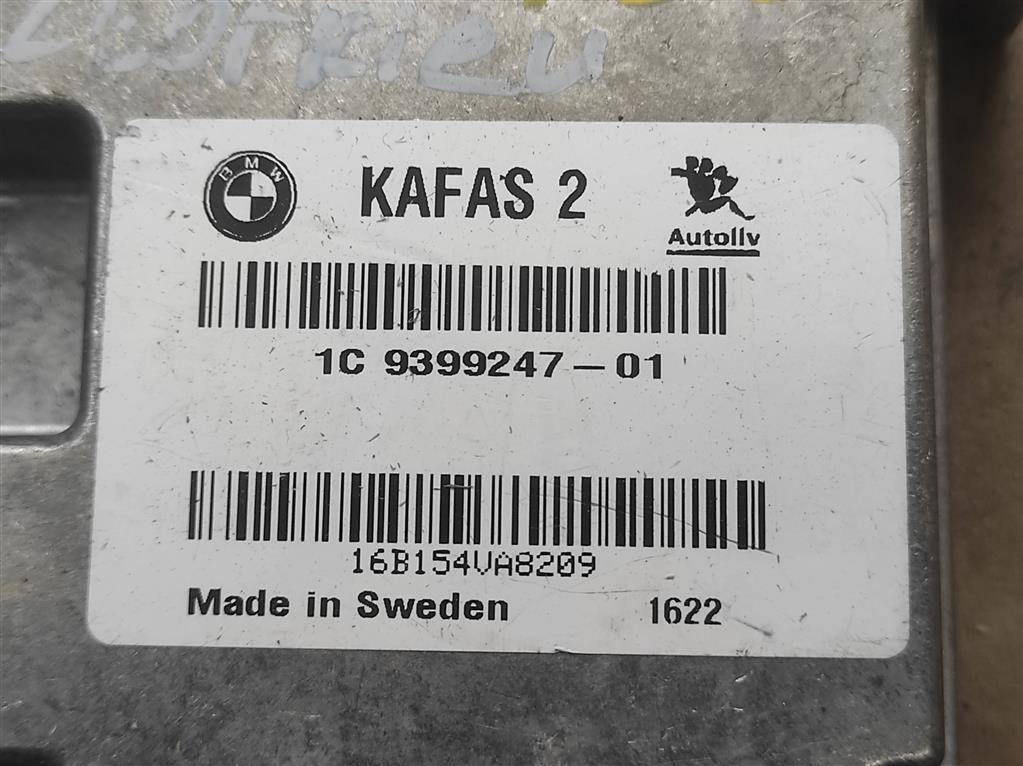 BMW
KAFAS 2
Autoliv
1C 9399247-01
16B154VA8209
Made in Sweden 1622